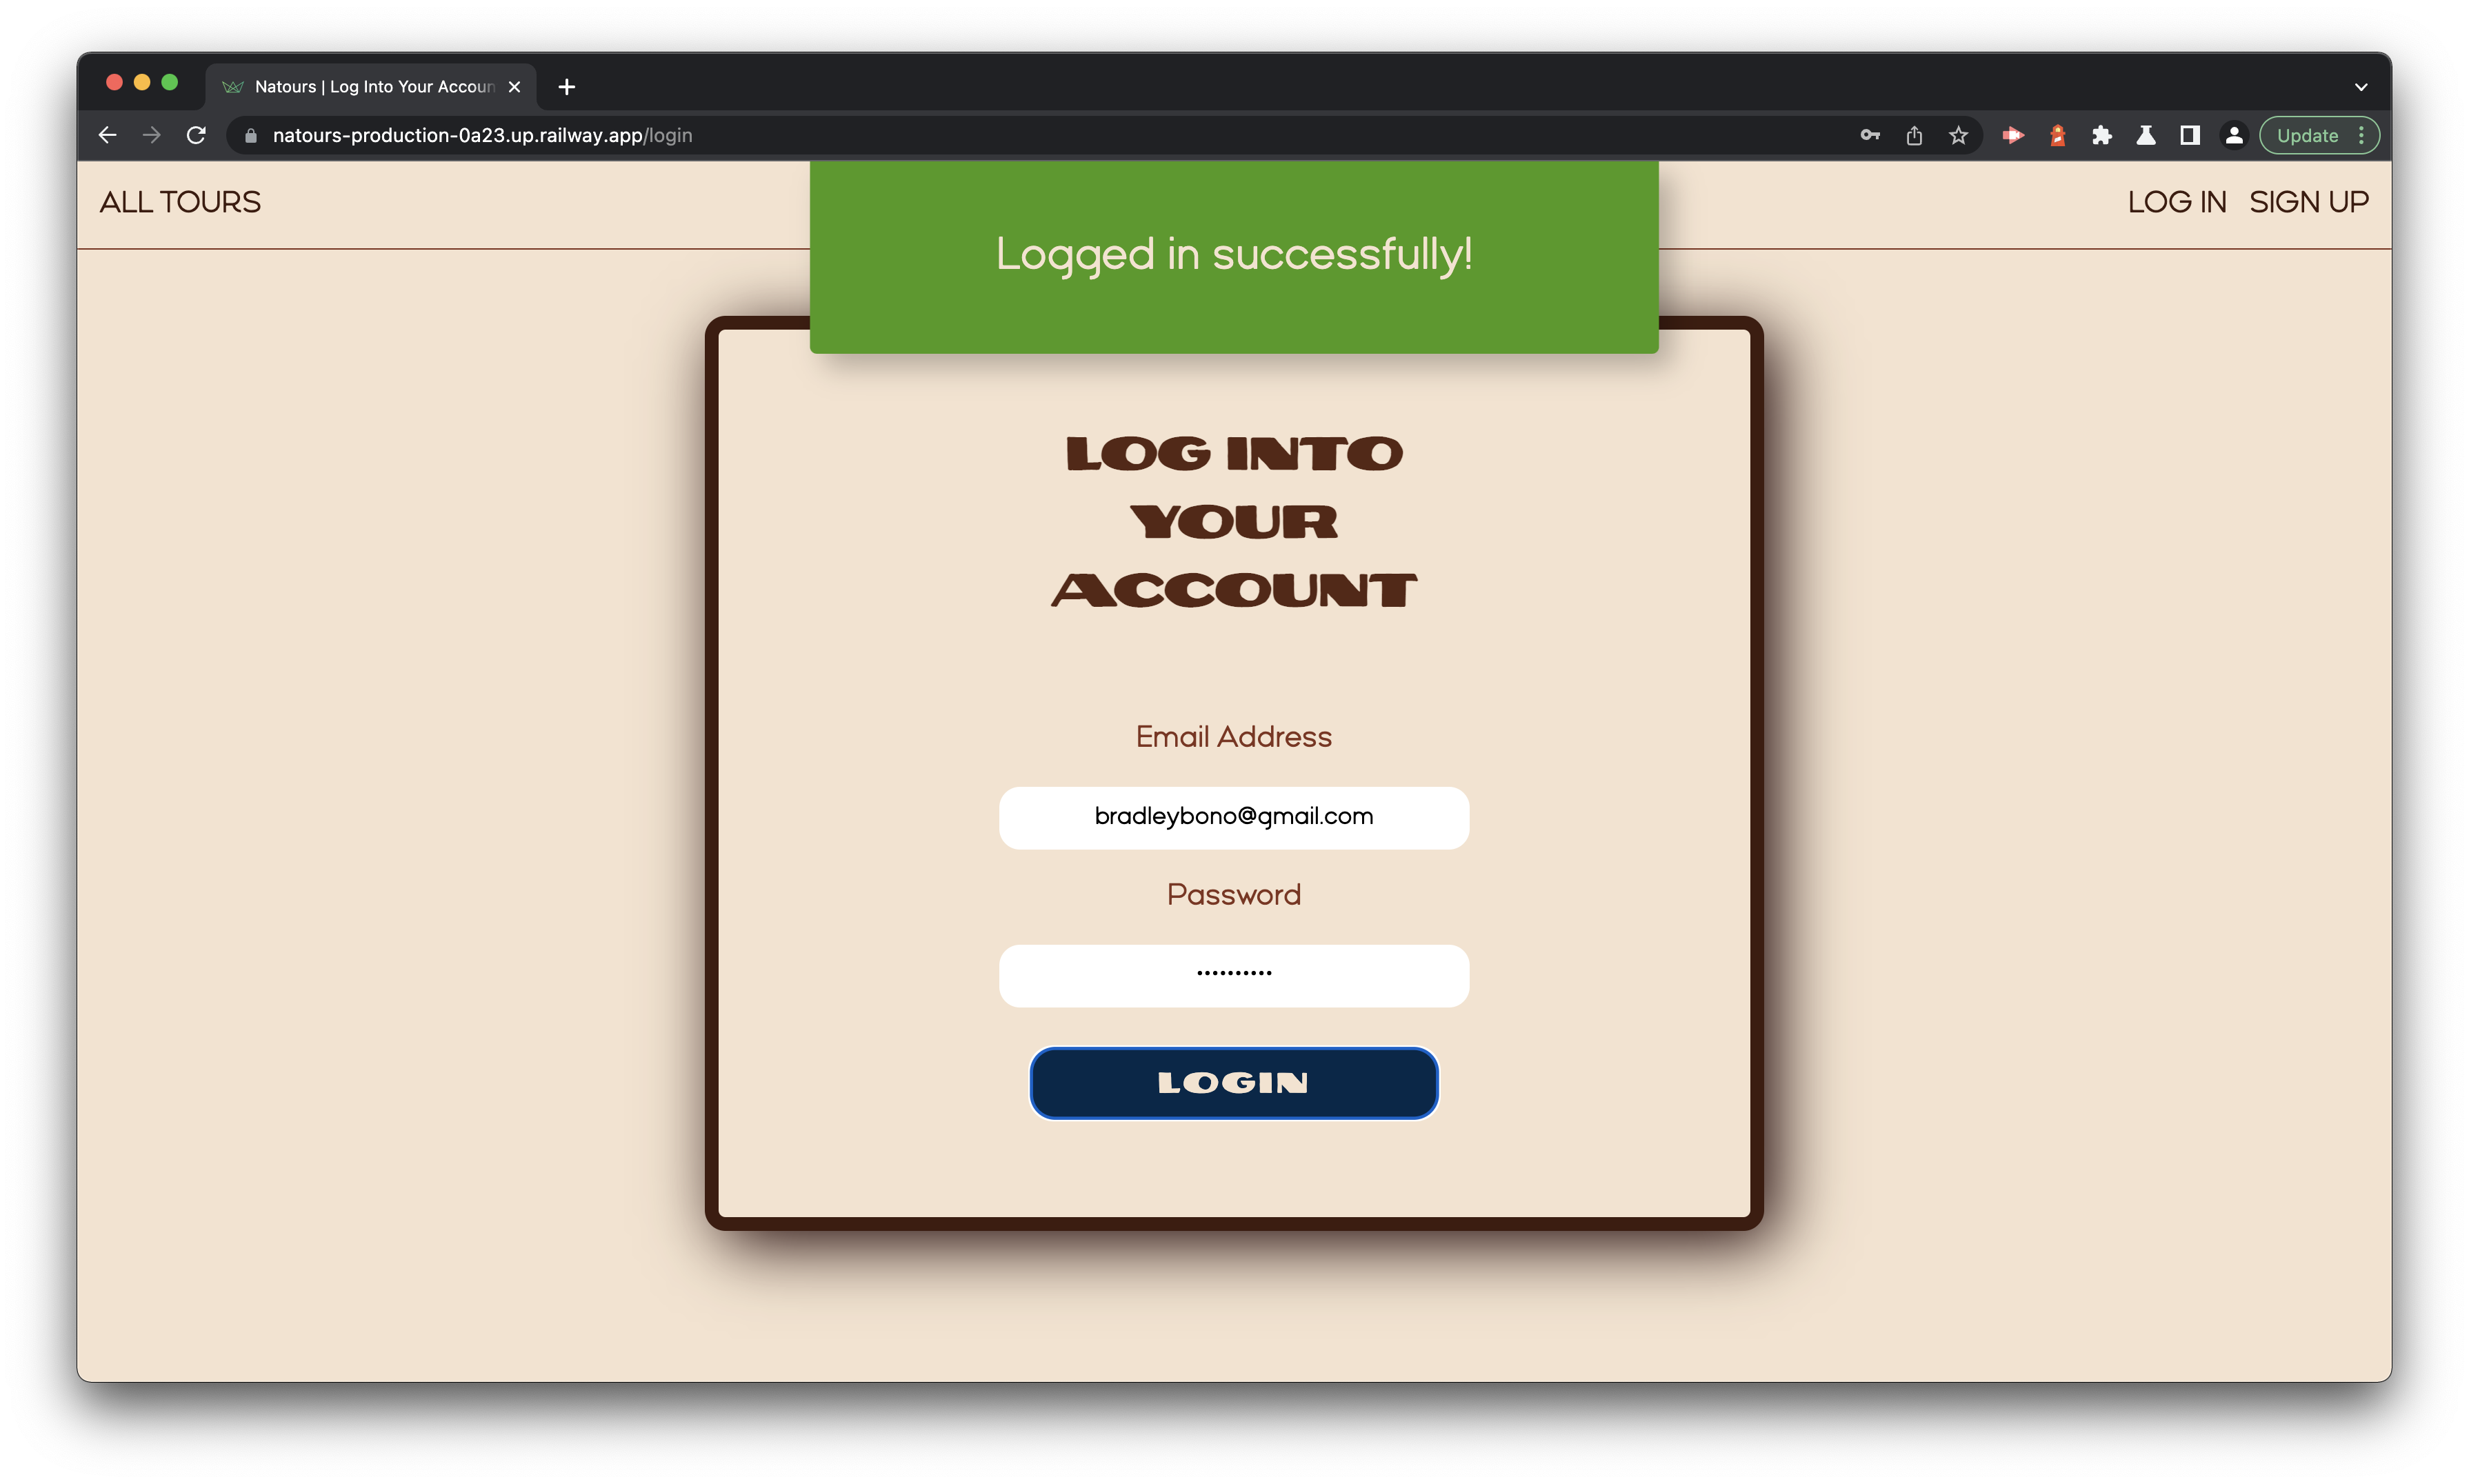 Natours | Log Into Your Accoun
natours-production-0a23.up.railway.app/login
Update
ALL TOURS
LOG IN
SIGN UP
Logged in successfully!
LOG INTO
YOUR
ACCOUNT
Email Address
bradleybono@gmail.com
Password
••••••••••
LOGIN